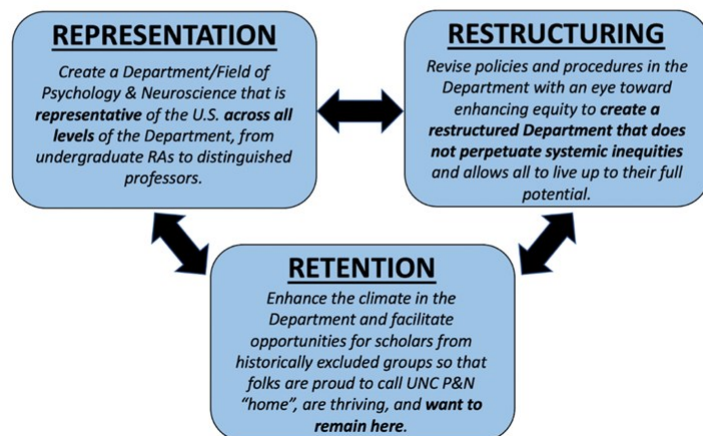 REPRESENTATION
Create a Department/Field of
Psychology & Neuroscience that is
representative of the U.S. across all
levels of the Department, from
undergraduate RAs to distinguished
professors.
RESTRUCTURING
Revise policies and procedures in the
Department with an eye toward
enhancing equity to create a
restructured Department that does
not perpetuate systemic inequities
and allows all to live up to their full
potential.
RETENTION
Enhance the climate in the
Department and facilitate
opportunities for scholars from
historically excluded groups so that
folks are proud to call UNC P&N
“home”, are thriving, and want to
remain here.